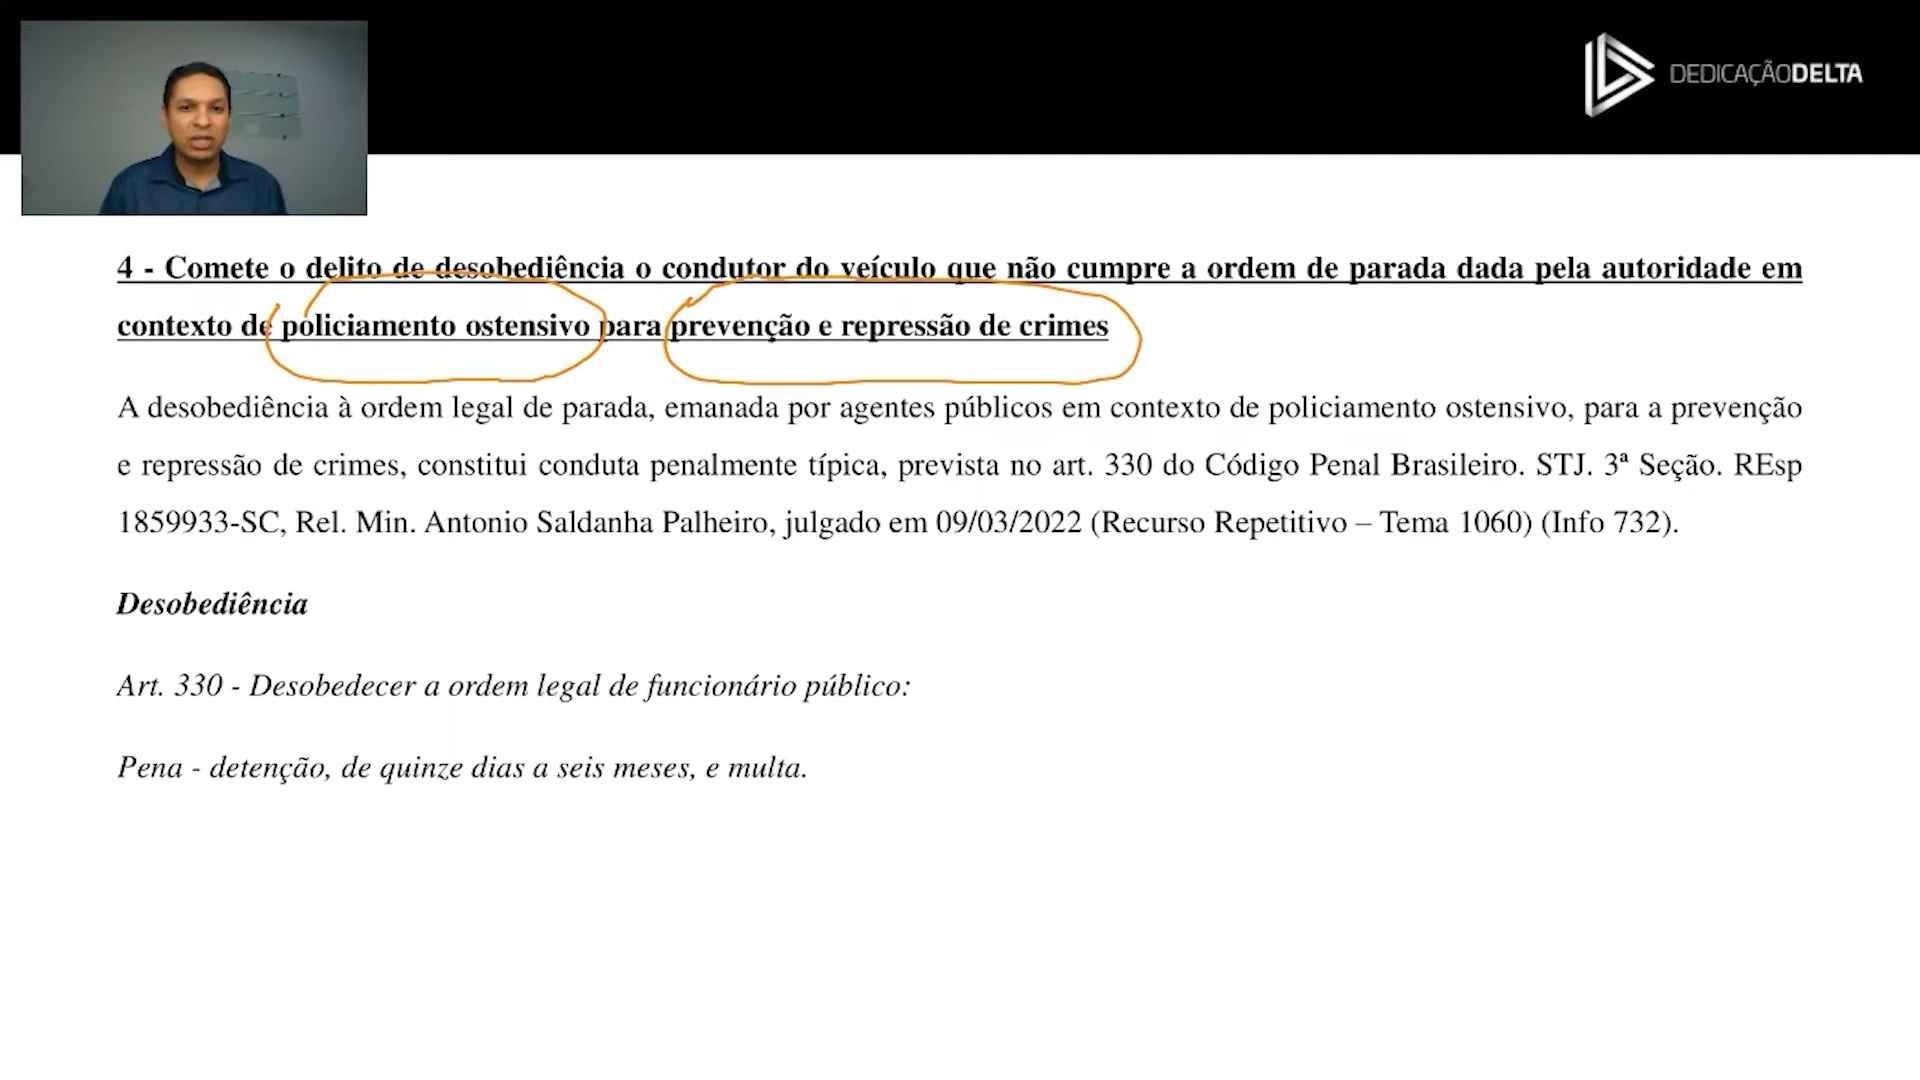 DEDICAÇÃODELTA
4 - Comete o delito de desobediência o condutor do veículo que não cumpre a ordem de parada dada pela autoridade em
contexto de policiamento ostensivo para prevenção e repressão de crimes
A desobediência à ordem legal de parada, emanada por agentes públicos em contexto de policiamento ostensivo, para a prevenção
e repressão de crimes, constitui conduta penalmente típica, prevista no art. 330 do Código Penal Brasileiro. STJ. 3ª Seção. REsp
1859933-SC, Rel. Min. Antonio Saldanha Palheiro, julgado em 09/03/2022 (Recurso Repetitivo – Tema 1060) (Info 732).
Desobediência
Art. 330 - Desobedecer a ordem legal de funcionário público:
Pena - detenção, de quinze dias a seis meses, e multa.